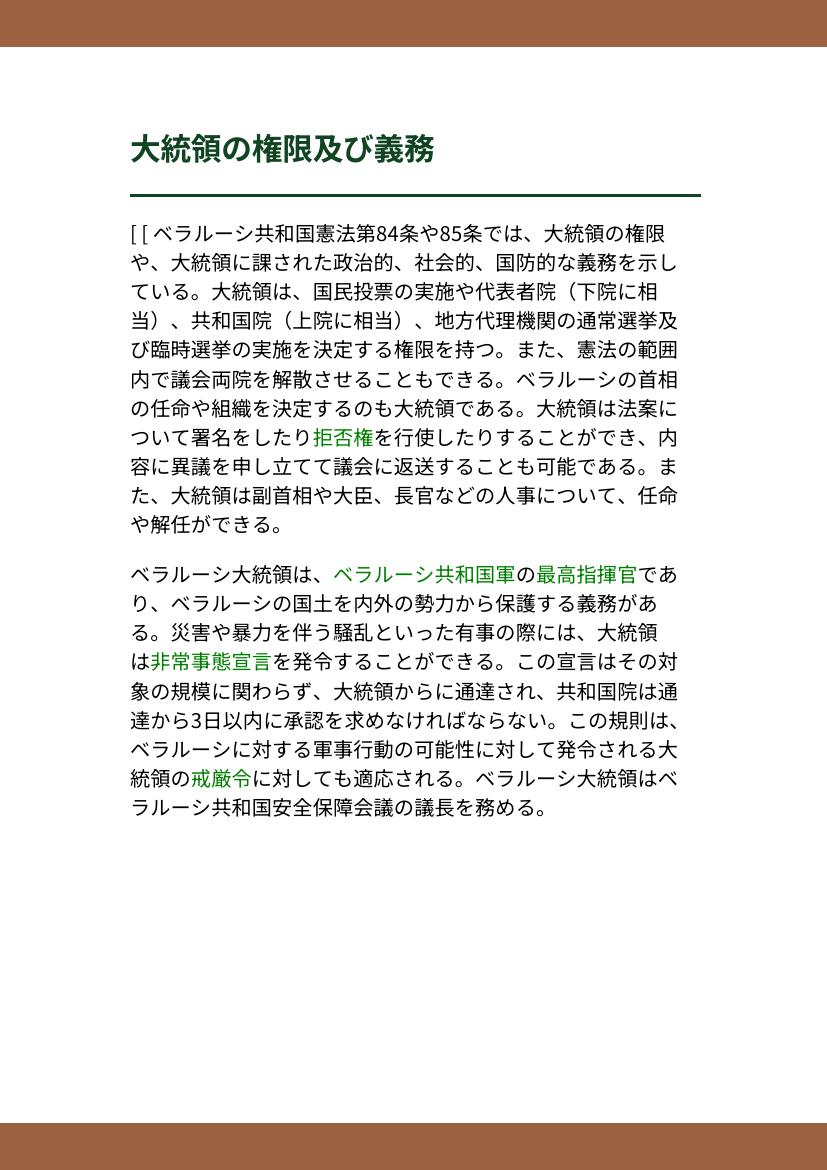 大統領の権限及び義務
[ [ ベラルーシ共和国憲法第84条や85条では、大統領の権限
や、大統領に課された政治的、社会的、国防的な義務を示し
ている。大統領は、国民投票の実施や代表者院（下院に相
当）、共和国院（上院に相当）、地方代理機関の通常選挙及
び臨時選挙の実施を決定する権限を持つ。また、憲法の範囲
内で議会両院を解散させることもできる。ベラルーシの首相
の任命や組織を決定するのも大統領である。大統領は法案に
ついて署名をしたり拒否権を行使したりすることができ、内
容に異議を申し立てて議会に返送することも可能である。ま
た、大統領は副首相や大臣、長官などの人事について、任命
や解任ができる。
ベラルーシ大統領は、ベラルーシ共和国軍の最高指揮官であ
り、ベラルーシの国土を内外の勢力から保護する義務があ
る。災害や暴力を伴う騒乱といった有事の際には、大統領
は非常事態宣言を発令することができる。この宣言はその対
象の規模に関わらず、大統領からに通達され、共和国院は通
達から3日以内に承認を求めなければならない。この規則は、
ベラルーシに対する軍事行動の可能性に対して発令される大
統領の戒厳令に対しても適応される。ベラルーシ大統領はベ
ラルーシ共和国安全保障会議の議長を務める。